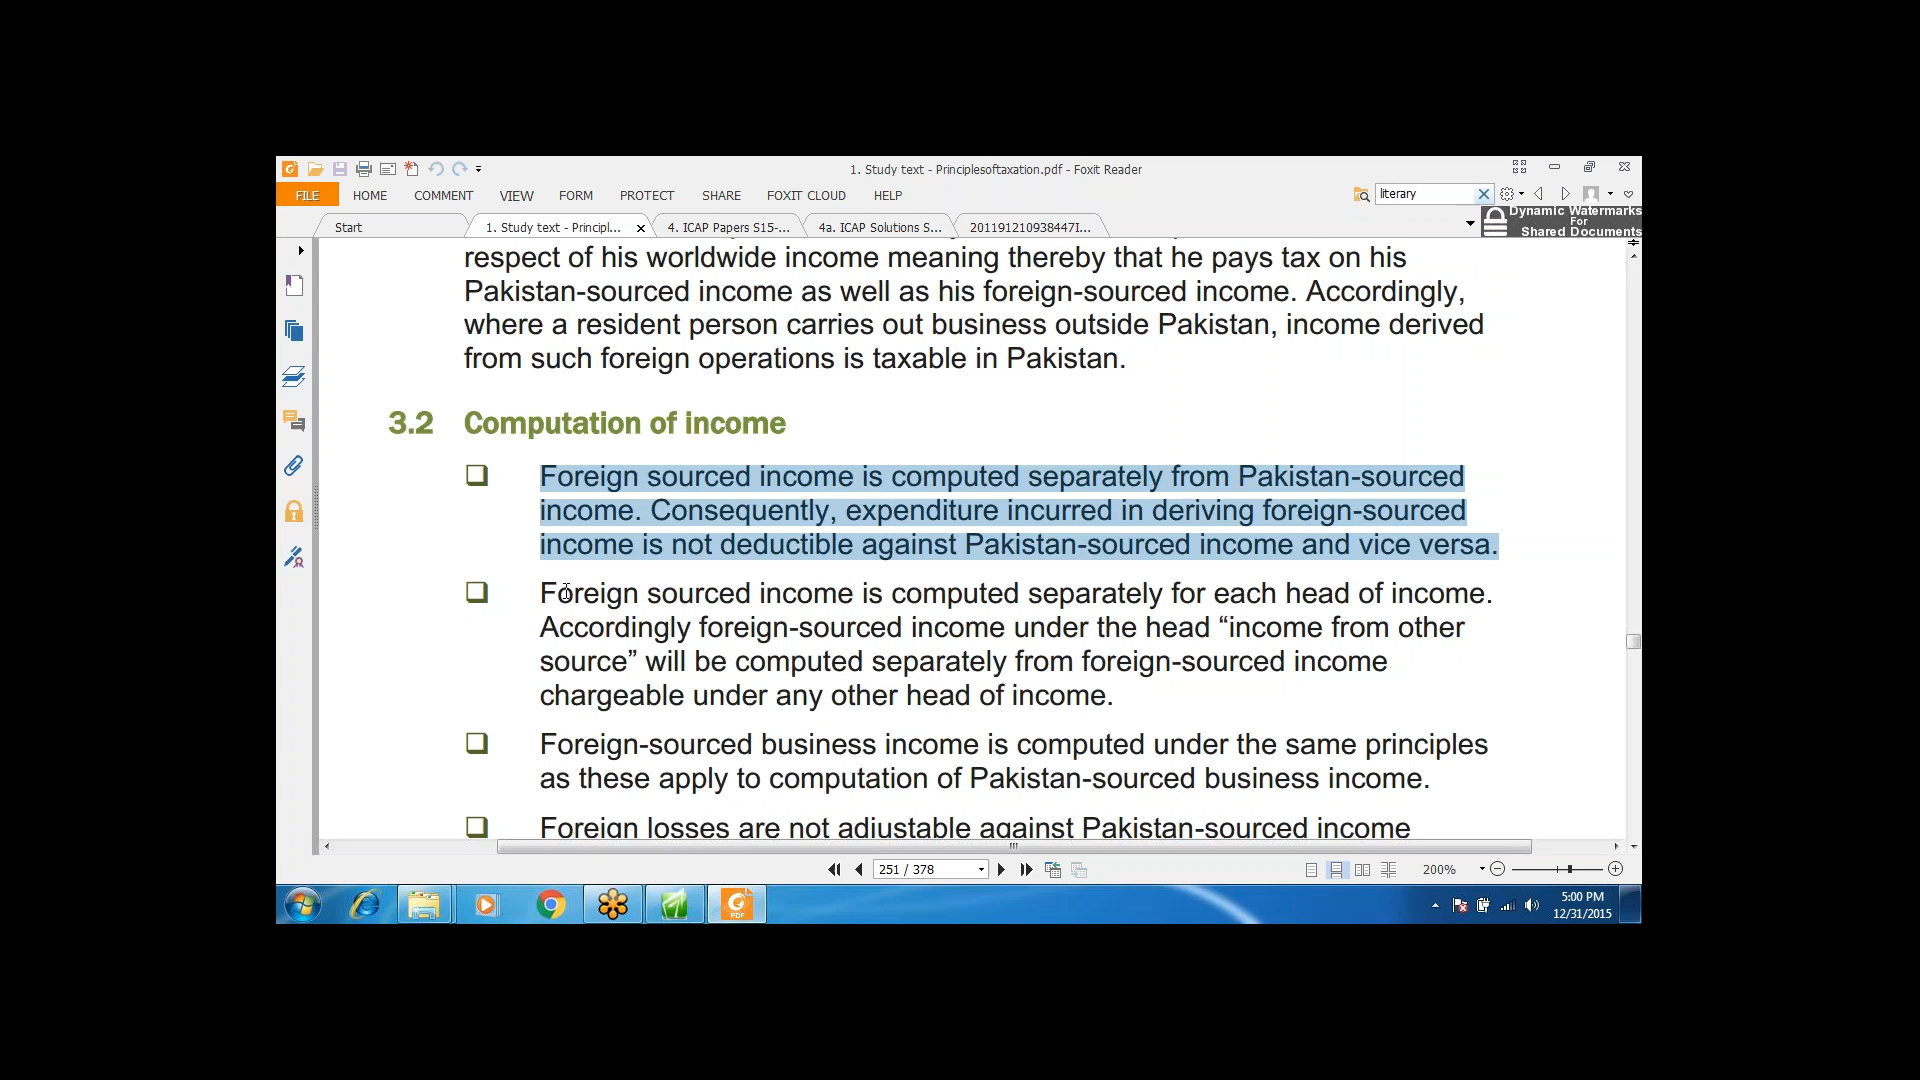 1. Study text - Principlesoftaxation.pdf - Foxit Reader
FILE HOME COMMENT VIEW FORM PROTECT SHARE FOXIT CLOUD HELP literary
Start 1. Study text - Principl... 4. ICAP Papers S15-... 4a. ICAP Solutions S... 201191210938447I...
Dynamic Watermarks
For
Shared Documents
respect of his worldwide income meaning thereby that he pays tax on his
Pakistan-sourced income as well as his foreign-sourced income. Accordingly,
where a resident person carries out business outside Pakistan, income derived
from such foreign operations is taxable in Pakistan.
3.2 Computation of income
Foreign sourced income is computed separately from Pakistan-sourced
income. Consequently, expenditure incurred in deriving foreign-sourced
income is not deductible against Pakistan-sourced income and vice versa.
Foreign sourced income is computed separately for each head of income.
Accordingly foreign-sourced income under the head “income from other
source” will be computed separately from foreign-sourced income
chargeable under any other head of income.
Foreign-sourced business income is computed under the same principles
as these apply to computation of Pakistan-sourced business income.
Foreign losses are not adjustable against Pakistan-sourced income
251 / 378 200%
PDF
5:00 PM
12/31/2015